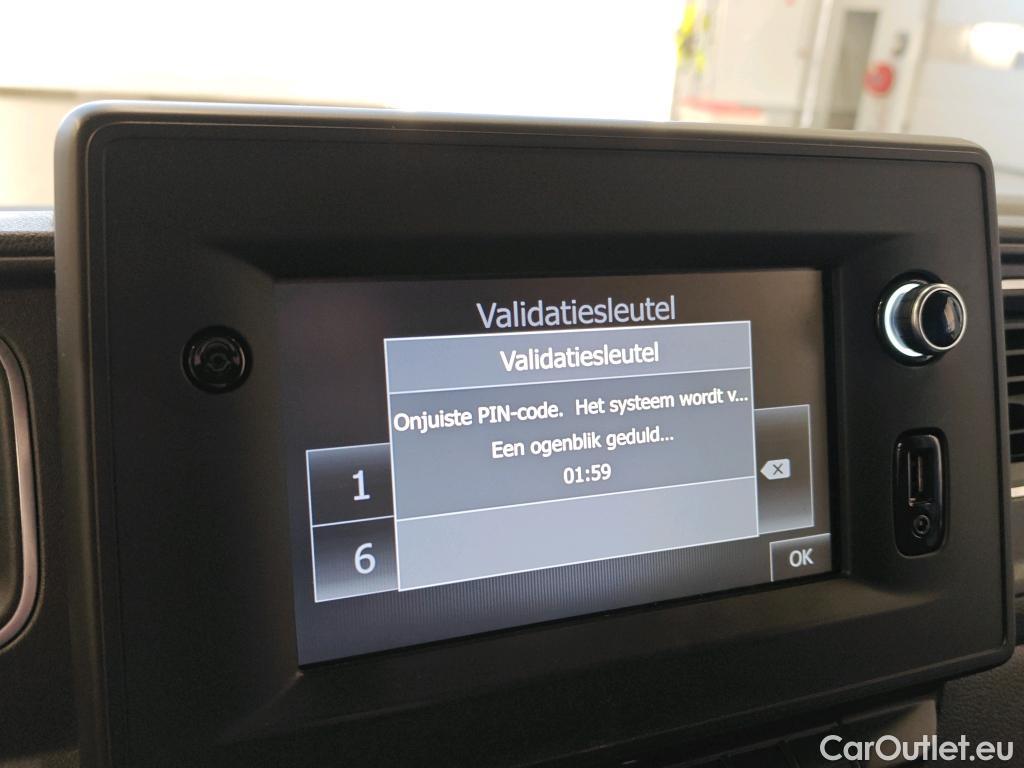 Validatiesleutel
Validatiesleutel
Onjuiste PIN-code. Het systeem wordt v...
Een ogenblik geduld...
01:59
1
6
OK
CarOutlet.eu